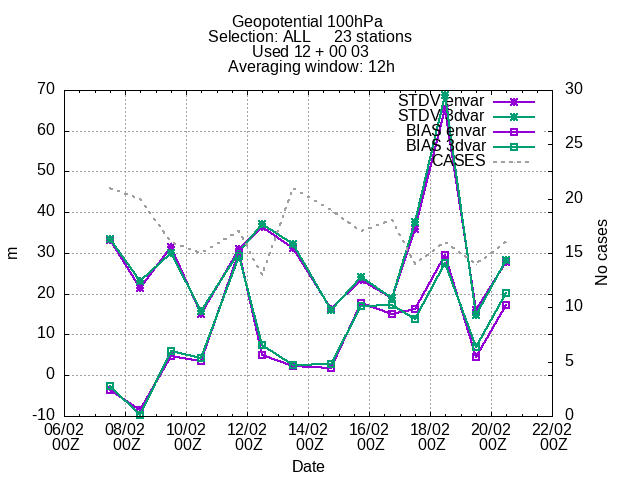 Geopotential 100hPa
Selection: ALL 23 stations
Used 12 + 00 03
Averaging window: 12h
STDV envar
STDV 3dvar
BIAS envar
BIAS 3dvar
CASES
70
60
50
40
30
20
10
0
-10
m
30
25
20
15
10
5
0
No cases
06/02 08/02 10/02 12/02 14/02 16/02 18/02 20/02 22/02
00Z 00Z 00Z 00Z 00Z 00Z 00Z 00Z 00Z
Date